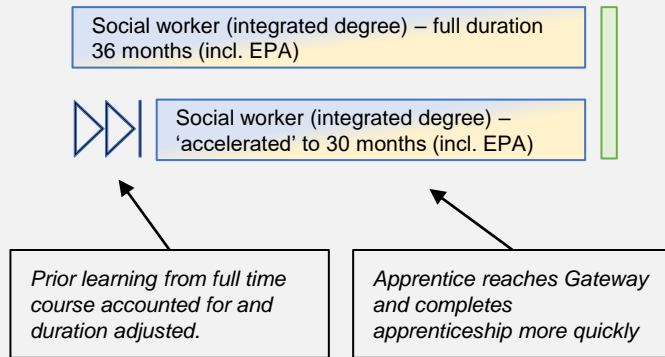 Social worker (integrated degree) – full duration
36 months (incl. EPA)
Social worker (integrated degree) –
‘accelerated’ to 30 months (incl. EPA)
Prior learning from full time
course accounted for and
duration adjusted.
Apprentice reaches Gateway
and completes
apprenticeship more quickly